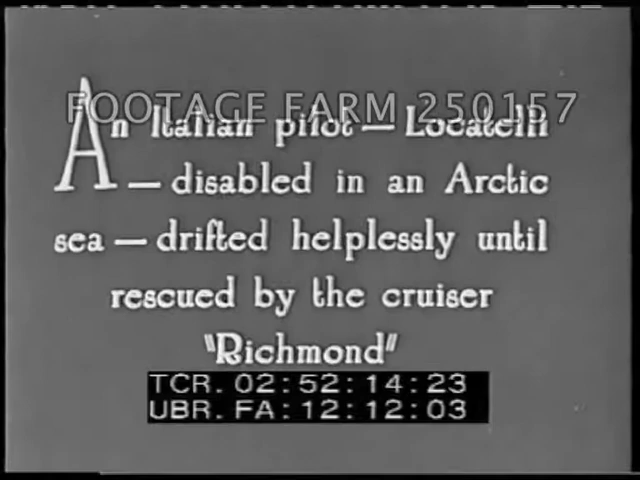 FOOTAGE FARM 250157
An Italian pilot — Locatelli
— disabled in an Arctic
sea — drifted helplessly until
rescued by the cruiser
"Richmond"
TCR. 02:52:14:23
UBR. FA:12:12:03